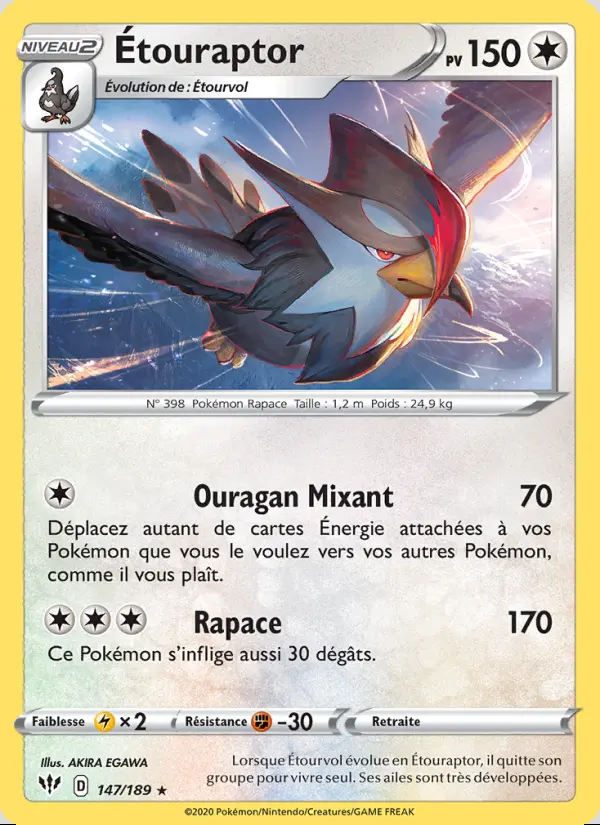 NIVEAU2
Étouraptor
PV 150
Évolution de : Étourvol
N° 398 Pokémon Rapace Taille : 1,2 m Poids : 24,9 kg
Ouragan Mixant 70
Déplacez autant de cartes Énergie attachées à vos
Pokémon que vous le voulez vers vos autres Pokémon,
comme il vous plaît.
Rapace 170
Ce Pokémon s'inflige aussi 30 dégâts.
Faiblesse ×2 Résistance -30 Retraite
Illus. AKIRA EGAWA
D 147/189 ★
Lorsque Étourvol évolue en Étouraptor, il quitte son
groupe pour vivre seul. Ses ailes sont très développées.
©2020 Pokémon/Nintendo/Creatures/GAME FREAK